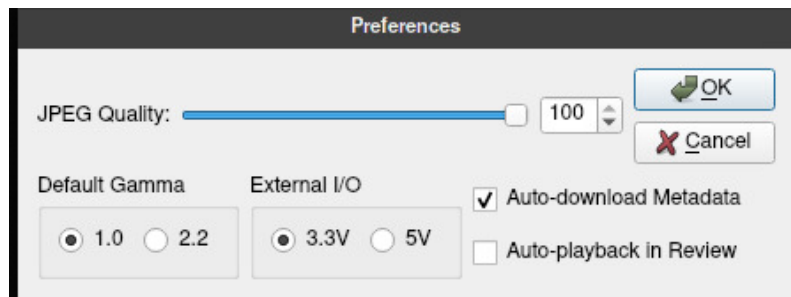 Preferences
JPEG Quality: 100
OK
Cancel
Default Gamma
1.0 2.2
External I/O
3.3V 5V
Auto-download Metadata
Auto-playback in Review